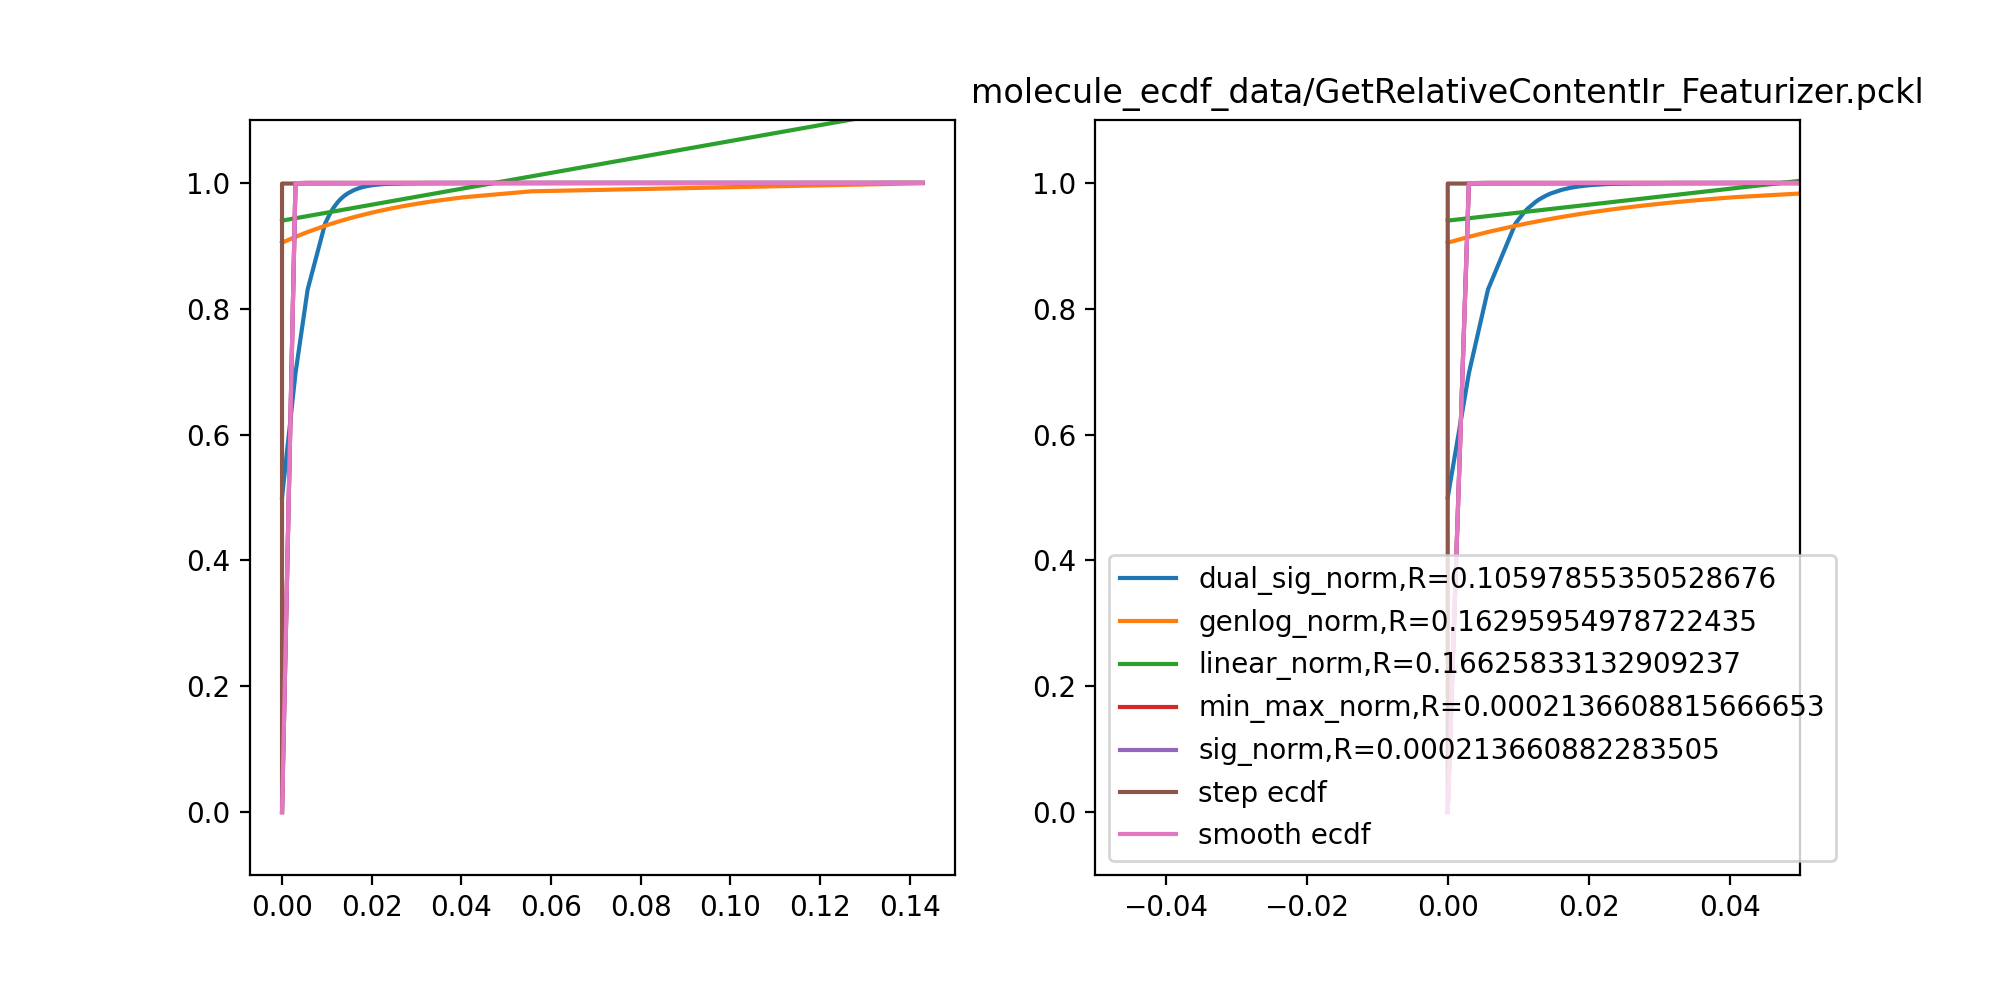 molecule_ecdf_data/GetRelativeContentIr_Featurizer.pckl
1.0
0.8
0.6
0.4
0.2
0.0
0.00 0.02 0.04 0.06 0.08 0.10 0.12 0.14
1.0
0.8
0.6
0.4
0.2
0.0
−0.04 −0.02 0.00 0.02 0.04
dual_sig_norm,R=0.10597855350528676
genlog_norm,R=0.16295954978722435
linear_norm,R=0.16625833132909237
min_max_norm,R=0.0002136608815666653
sig_norm,R=0.000213660882283505
step ecdf
smooth ecdf